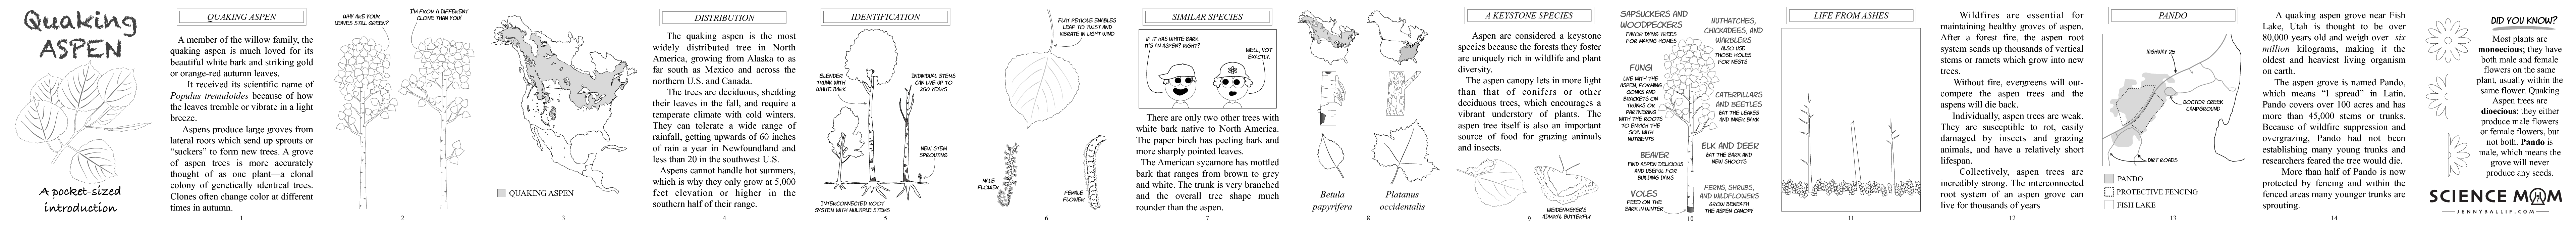 Quaking
ASPEN
A pocket-sized
introduction
QUAKING ASPEN
A member of the willow family, the
quaking aspen is much loved for its
beautiful white bark and striking gold
or orange-red autumn leaves.
It received its scientific name of
Populus tremuloides because of how
the leaves tremble or vibrate in a light
breeze.
Aspens produce large groves from
lateral roots which send up sprouts or
“suckers” to form new trees. A grove
of aspen trees is more accurately
thought of as one plant—a clonal
colony of genetically identical trees.
Clones often change color at different
times in autumn.
1
WHY ARE YOUR
LEAVES STILL GREEN?
I'M FROM A DIFFERENT
CLONE THAN YOU!
2
QUAKING ASPEN
3
DISTRIBUTION
The quaking aspen is the most
widely distributed tree in North
America, growing from Alaska to as
far south as Mexico and across the
northern U.S. and Canada.
The trees are deciduous, shedding
their leaves in the fall, and require a
temperate climate with cold winters.
They can tolerate a wide range of
rainfall, getting upwards of 60 inches
of rain a year in Newfoundland and
less than 20 in the southwest U.S.
Aspens cannot handle hot summers,
which is why they only grow at 5,000
feet elevation or higher in the
southern half of their range.
4
IDENTIFICATION
SLENDER
TRUNK WITH
WHITE BARK
INDIVIDUAL STEMS
CAN LIVE UP TO
250 YEARS
NEW STEM
SPROUTING
INTERCONNECTED ROOT
SYSTEM WITH MULTIPLE STEMS
5
FLAT PETIOLE ENABLES
LEAF TO TWIST AND
VIBRATE IN LIGHT WIND
MALE
FLOWER
FEMALE
FLOWER
6
SIMILAR SPECIES
IF IT HAS WHITE BARK
IT'S AN ASPEN? RIGHT?
WELL, NOT
EXACTLY.
There are only two other trees with
white bark native to North America.
The paper birch has peeling bark and
more sharply pointed leaves.
The American sycamore has mottled
bark that ranges from brown to grey
and white. The trunk is very branched
and the overall tree shape much
rounder than the aspen.
7
Betula
papyrifera
Platanus
occidentalis
8
A KEYSTONE SPECIES
Aspen are considered a keystone
species because the forests they foster
are uniquely rich in wildlife and plant
diversity.
The aspen canopy lets in more light
than that of conifers or other
deciduous trees, which encourages a
vibrant understory of plants. The
aspen tree itself is also an important
source of food for grazing animals
and insects.
WEIDEMEYER'S
ADMIRAL BUTTERFLY
9
SAPSUCKERS AND
WOODPECKERS
FAVOR DYING TREES
FOR MAKING HOMES
NUTHATCHES,
CHICKADEES, AND
WARBLERS
ALSO USE
THOSE HOLES
FOR NESTS
FUNGI
LIVE WITH THE
ASPEN, FORMING
CONKS AND
BRACKETS ON
TRUNKS OR
PARTNERING
WITH THE ROOTS
TO ENRICH THE
SOIL WITH
NUTRIENTS
CATERPILLARS
AND BEETLES
EAT THE LEAVES
AND INNER BARK
BEAVER
FIND ASPEN DELICIOUS
AND USEFUL FOR
BUILDING DAMS
ELK AND DEER
EAT THE BARK AND
NEW SHOOTS
VOLES
FEED ON THE
BARK IN WINTER
FERNS, SHRUBS,
AND WILDFLOWERS
GROW BENEATH
THE ASPEN CANOPY
10
LIFE FROM ASHES
11
Wildfires are essential for
maintaining healthy groves of aspen.
After a forest fire, the aspen root
system sends up thousands of vertical
stems or ramets which grow into new
trees.
Without fire, evergreens will out-
compete the aspen trees and the
aspens will die back.
Individually, aspen trees are weak.
They are susceptible to rot, easily
damaged by insects and grazing
animals, and have a relatively short
lifespan.
Collectively, aspen trees are
incredibly strong. The interconnected
root system of an aspen grove can
live for thousands of years
12
PANDO
HIGHWAY 25
DOCTOR CREEK
CAMPGROUND
DIRT ROADS
PANDO
PROTECTIVE FENCING
FISH LAKE
13
A quaking aspen grove near Fish
Lake, Utah is thought to be over
80,000 years old and weigh over six
million kilograms, making it the
oldest and heaviest living organism
on earth.
The aspen grove is named Pando,
which means “I spread” in Latin.
Pando covers over 100 acres and has
more than 45,000 stems or trunks.
Because of wildfire suppression and
overgrazing, Pando had not been
establishing many young trunks and
researchers feared the tree would die.
More than half of Pando is now
protected by fencing and within the
fenced areas many younger trunks are
sprouting.
14
DID YOU KNOW?
Most plants are
monoecious; they have
both male and female
flowers on the same
plant, usually within the
same flower. Quaking
Aspen trees are
dioecious; they either
produce male flowers
or female flowers, but
not both. Pando is
male, which means the
grove will never
produce any seeds.
SCIENCE MOM
JENNYBALLIF.COM